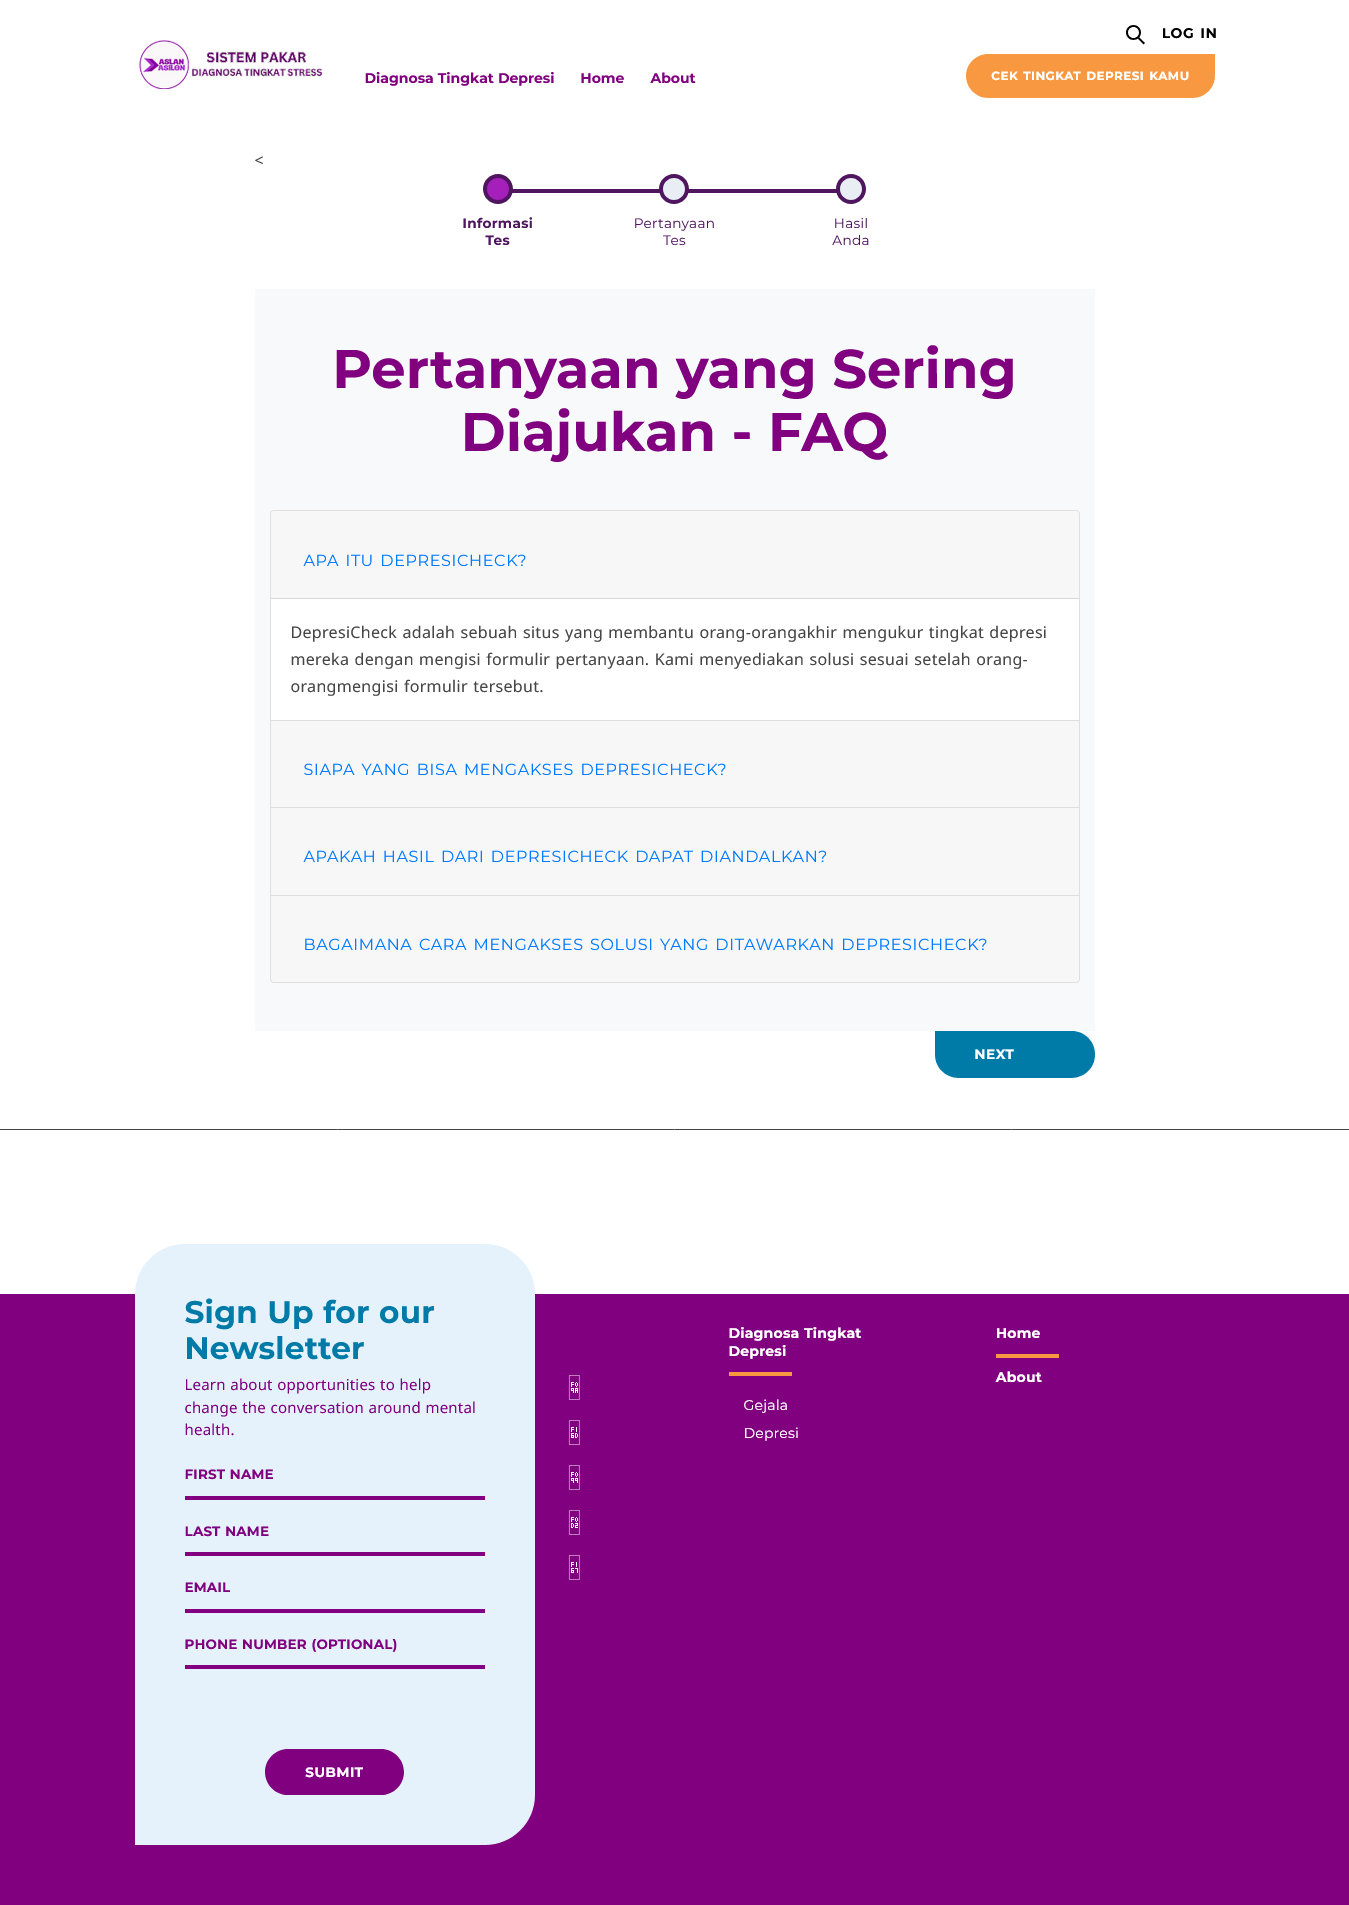 LOG IN
ASLAN
ASILON
SISTEM PAKAR
DIAGNOSA TINGKAT STRESS
Diagnosa Tingkat Depresi Home About
CEK TINGKAT DEPRESI KAMU
<
Informasi
Tes
Pertanyaan
Tes
Hasil
Anda
Pertanyaan yang Sering
Diajukan - FAQ
APA ITU DEPRESICHECK?
DepresiCheck adalah sebuah situs yang membantu orang-orangakhir mengukur tingkat depresi
mereka dengan mengisi formulir pertanyaan. Kami menyediakan solusi sesuai setelah orang-
orangmengisi formulir tersebut.
SIAPA YANG BISA MENGAKSES DEPRESICHECK?
APAKAH HASIL DARI DEPRESICHECK DAPAT DIANDALKAN?
BAGAIMANA CARA MENGAKSES SOLUSI YANG DITAWARKAN DEPRESICHECK?
NEXT
Sign Up for our
Newsletter
Learn about opportunities to help
change the conversation around mental
health.
FIRST NAME
LAST NAME
EMAIL
PHONE NUMBER (OPTIONAL)
SUBMIT
Diagnosa Tingkat
Depresi
Gejala
Depresi
Home
About